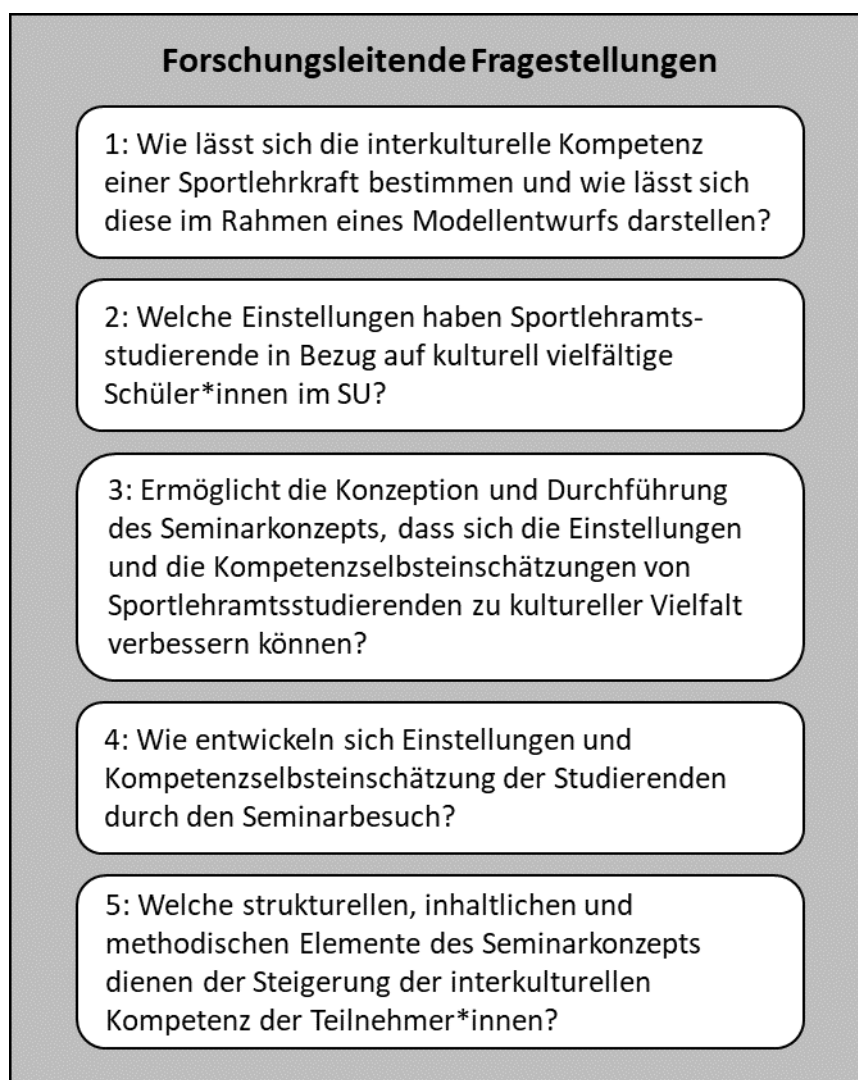 Forschungsleitende Fragestellungen
1: Wie lässt sich die interkulturelle Kompetenz
einer Sportlehrkraft bestimmen und wie lässt sich
diese im Rahmen eines Modellentwurfs darstellen?
2: Welche Einstellungen haben Sportlehramts-
studierende in Bezug auf kulturell vielfältige
Schüler*innen im SU?
3: Ermöglicht die Konzeption und Durchführung
des Seminarkonzepts, dass sich die Einstellungen
und die Kompetenzselbsteinschätzungen von
Sportlehramtsstudierenden zu kultureller Vielfalt
verbessern können?
4: Wie entwickeln sich Einstellungen und
Kompetenzselbsteinschätzung der Studierenden
durch den Seminarbesuch?
5: Welche strukturellen, inhaltlichen und
methodischen Elemente des Seminarkonzepts
dienen der Steigerung der interkulturellen
Kompetenz der Teilnehmer*innen?